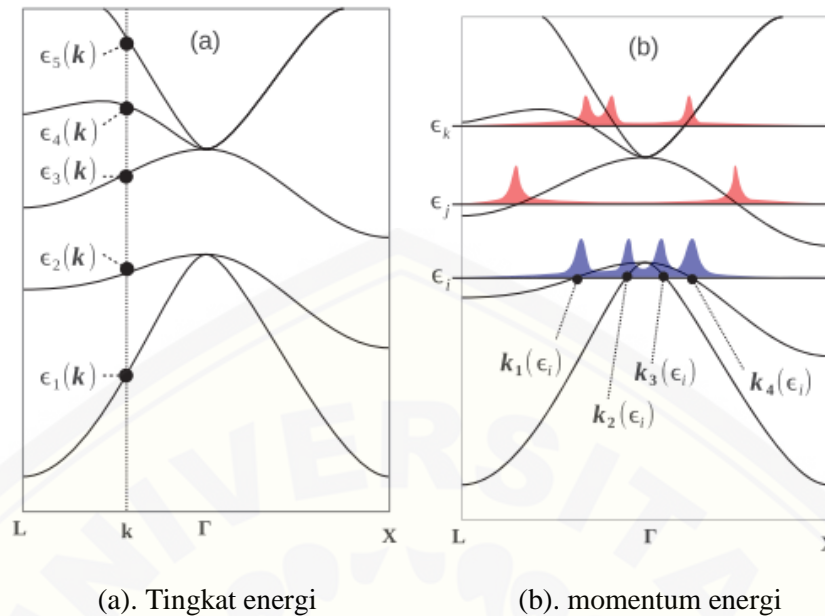 (a)
ϵ₅(k)
ϵ₄(k)
ϵ₃(k)
ϵ₂(k)
ϵ₁(k)
L k Γ X
(b)
ϵₖ
ϵⱼ
ϵᵢ
k₁(ϵᵢ)
k₂(ϵᵢ)
k₃(ϵᵢ)
k₄(ϵᵢ)
L Γ X
(a). Tingkat energi (b). momentum energi